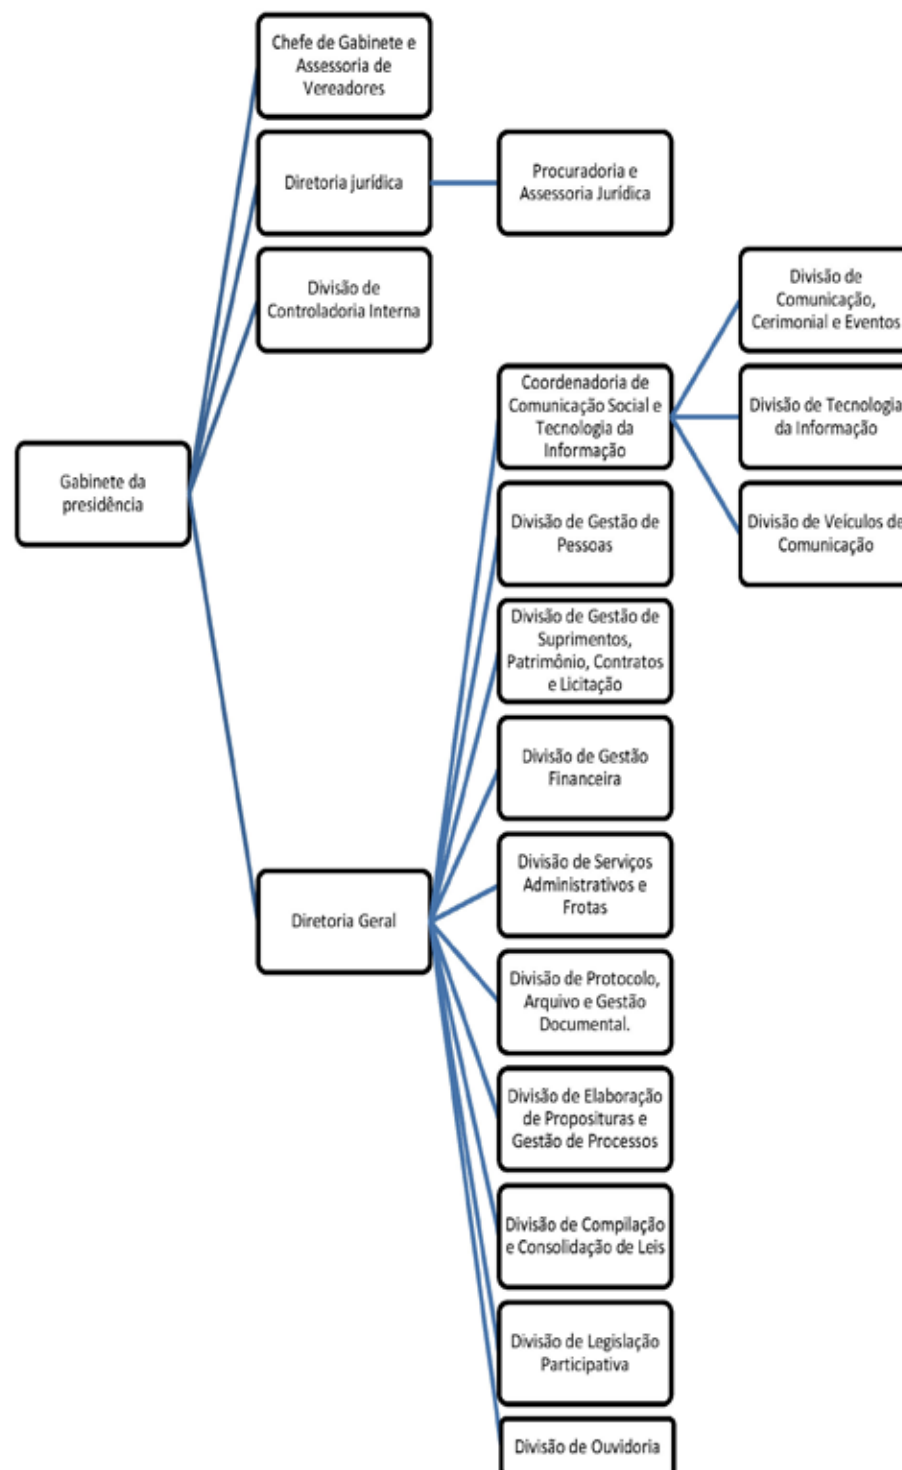 Chefe de Gabinete e
Assessoria de
Vereadores
Diretoria jurídica
Procuradoria e
Assessoria Jurídica
Divisão de
Controladoria Interna
Divisão de
Comunicação,
Cerimonial e Eventos
Coordenadoria de
Comunicação Social e
Tecnologia da
Informação
Divisão de Tecnologia
da Informação
Divisão de Veículos de
Comunicação
Gabinete da
presidência
Divisão de Gestão de
Pessoas
Divisão de Gestão de
Suprimentos,
Patrimônio, Contratos
e Licitação
Divisão de Gestão
Financeira
Divisão de Serviços
Administrativos e
Frotas
Diretoria Geral
Divisão de Protocolo,
Arquivo e Gestão
Documental.
Divisão de Elaboração
de Proposituras e
Gestão de Processos
Divisão de Compilação
e Consolidação de Leis
Divisão de Legislação
Participativa
Divisão de Ouvidoria